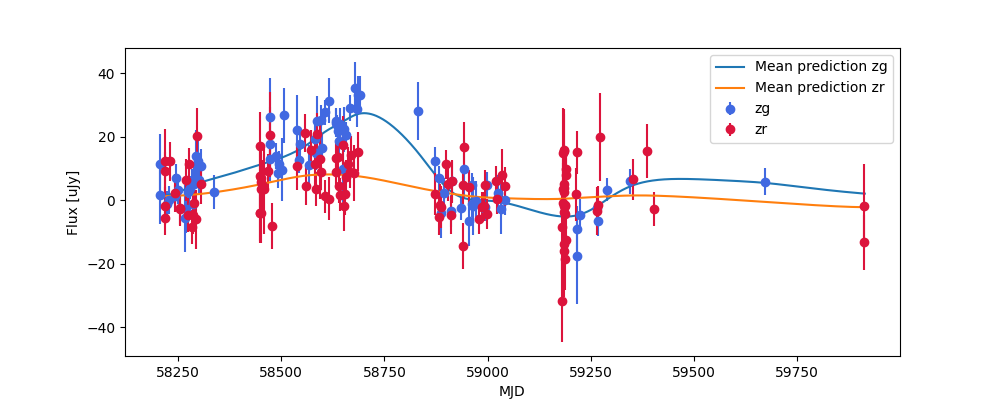 Mean prediction zg
Mean prediction zr
zg
zr
40
20
0
−20
−40
Flux [uJy]
58250 58500 58750 59000 59250 59500 59750
MJD